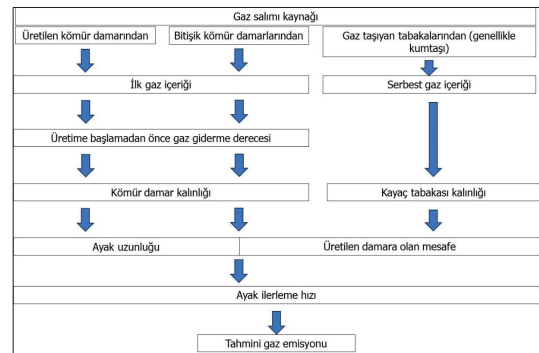 Gaz salımı kaynağı
Üretilen kömür damarından
Bitişik kömür damarlarından
Gaz taşıyan tabakalarından (genellikle
kumtaşı)
İlk gaz içeriği
Serbest gaz içeriği
Üretime başlamadan önce gaz giderme derecesi
Kömür damar kalınlığı
Kayaç tabakası kalınlığı
Ayak uzunluğu
Üretilen damara olan mesafe
Ayak ilerleme hızı
Tahmini gaz emisyonu